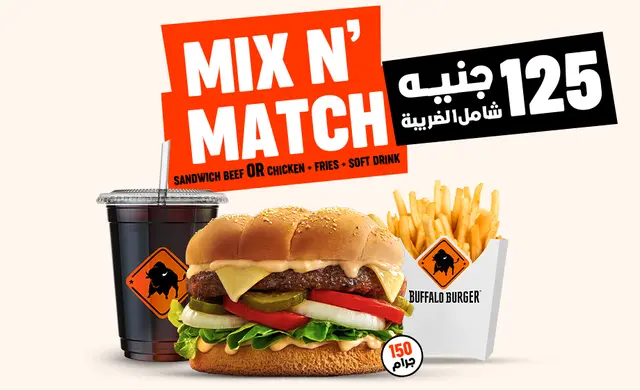 MIX N'
MATCH
SANDWICH BEEF OR CHICKEN + FRIES + SOFT DRINK
125 جنيه
شامل الضريبة
BUFFALO BURGER
150
جرام